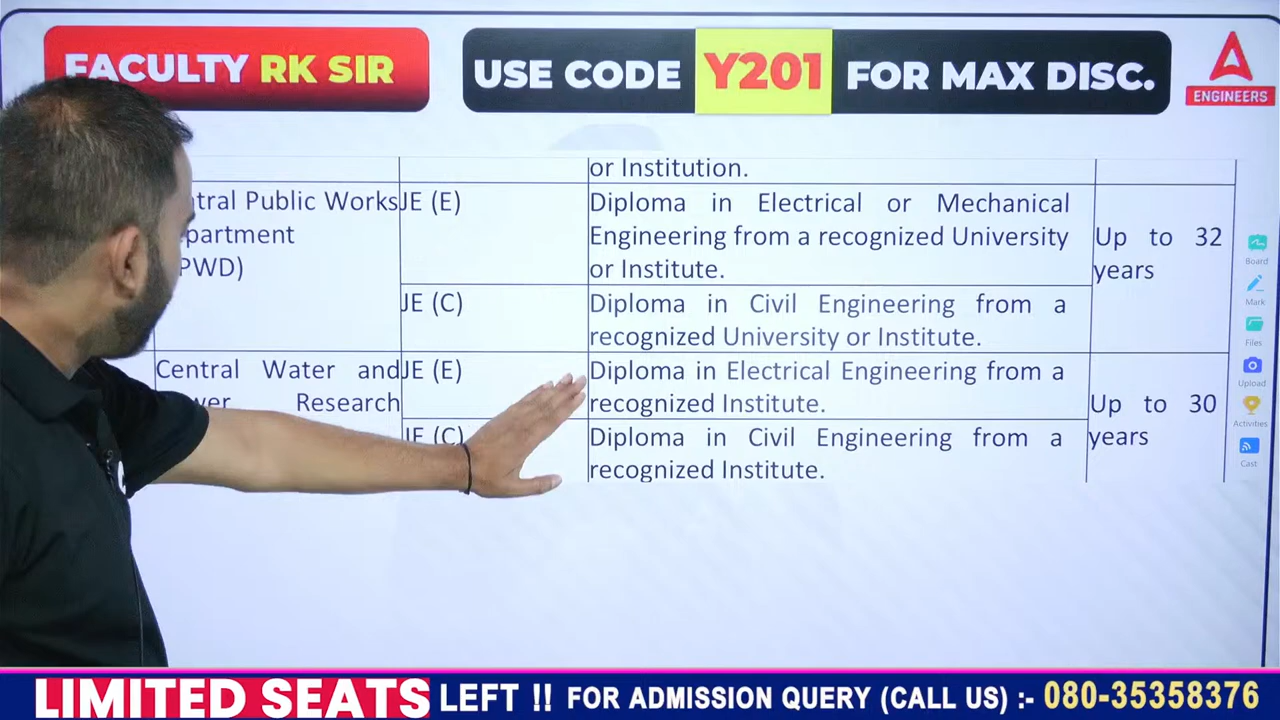 FACULTY RK SIR
USE CODE Y201 FOR MAX DISC.
ENGINEERS
or Institution.
Public Works
JE (E)
Diploma in Electrical or Mechanical
Engineering from a recognized University
or Institute.
Up to 32
years
JE (C)
Diploma in Civil Engineering from a
recognized University or Institute.
Central Water and
Research
JE (E)
Diploma in Electrical Engineering from a
recognized Institute.
Up to 30
years
JE (C)
Diploma in Civil Engineering from a
recognized Institute.
Board
Mark
Files
Upload
Activities
Cast
LIMITED SEATS LEFT !! FOR ADMISSION QUERY (CALL US) :- 080-35358376